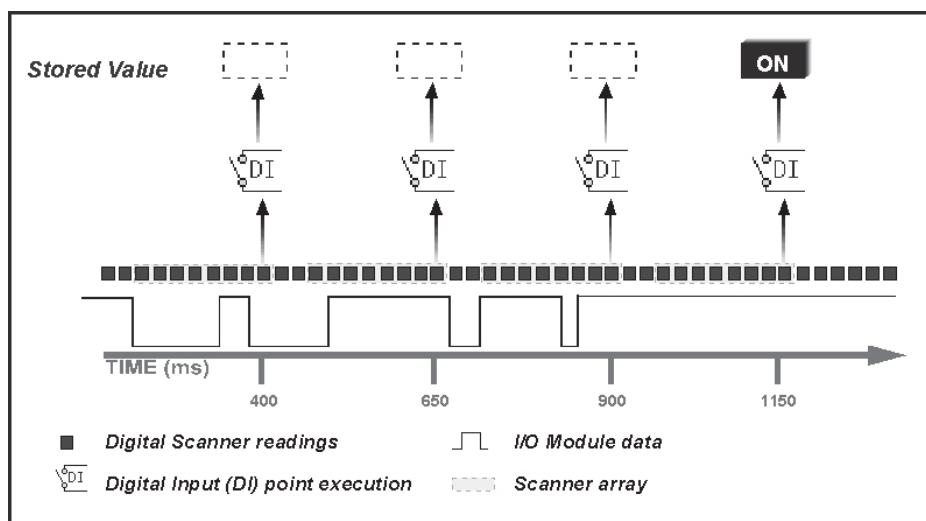 Stored Value
ON
DI DI DI DI
TIME (ms)
400 650 900 1150
Digital Scanner readings
I/O Module data
DI Digital Input (DI) point execution
Scanner array